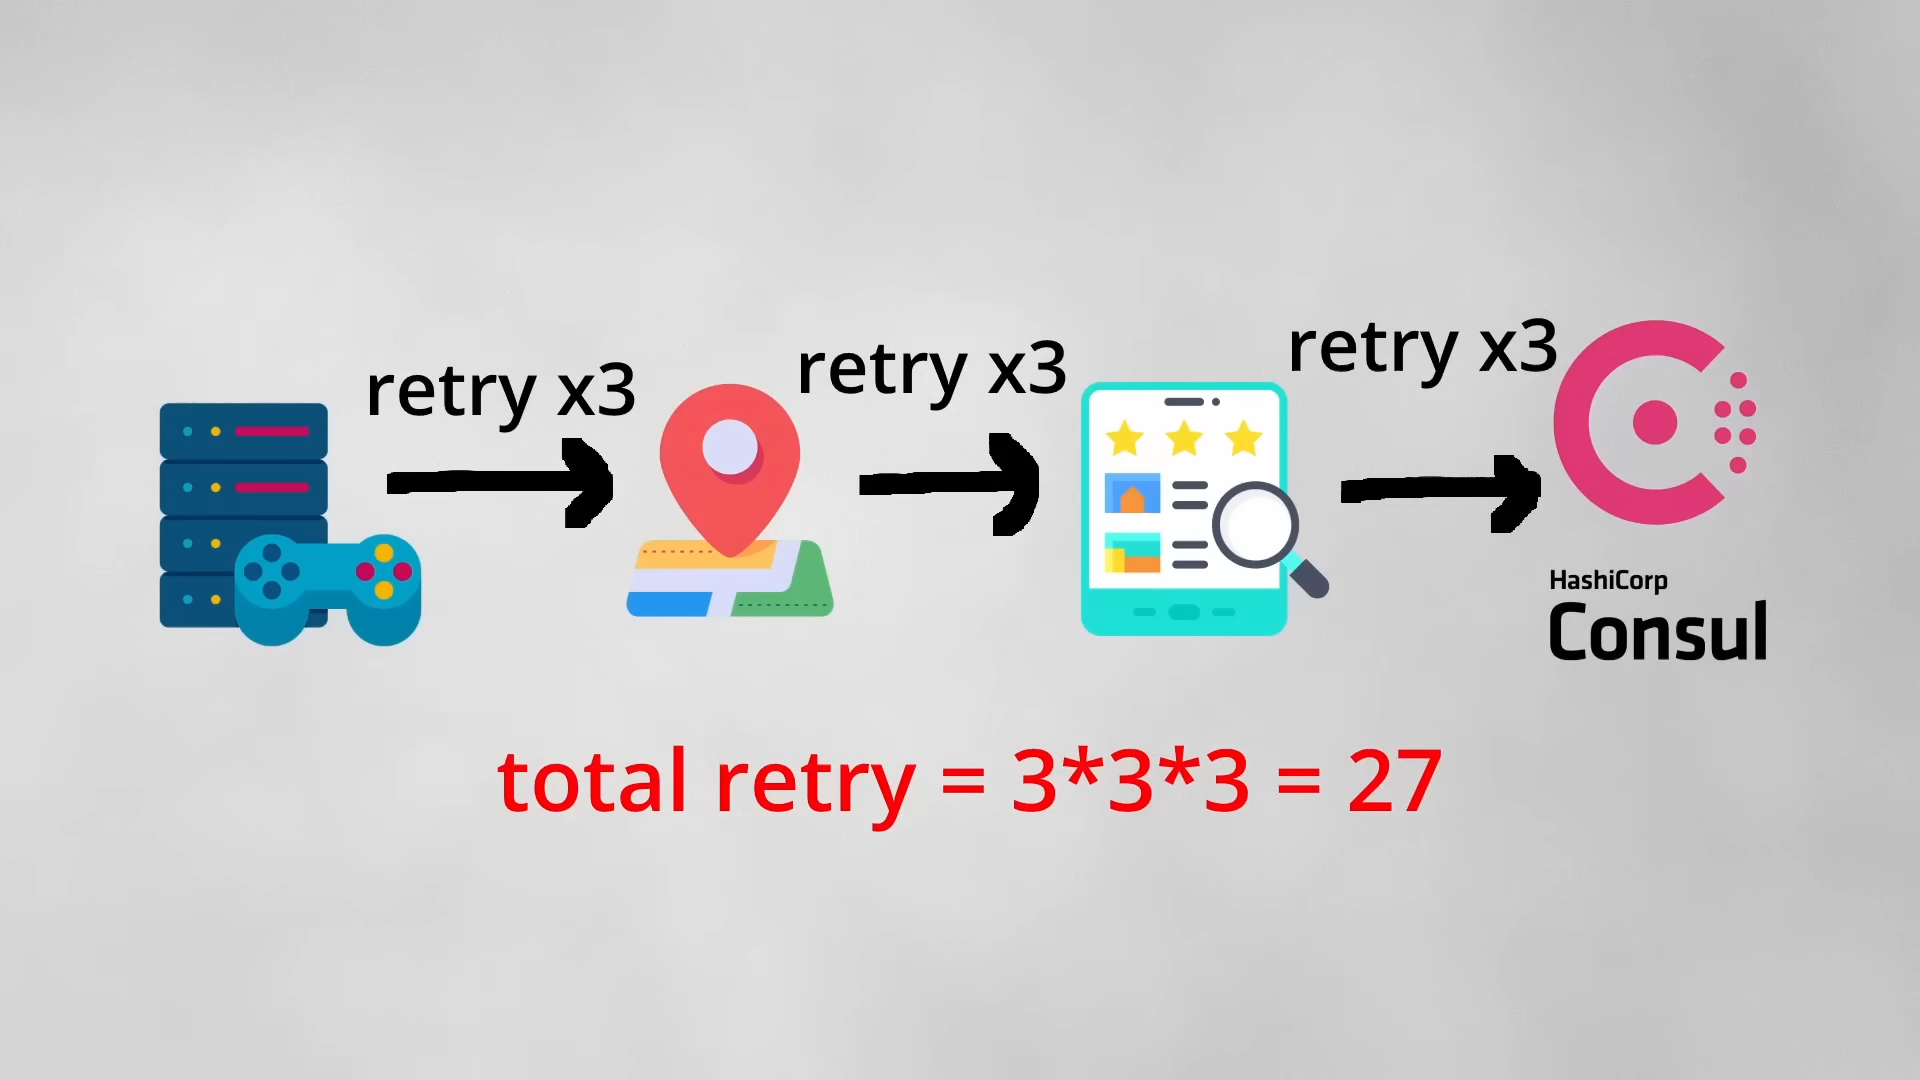 retry x3
retry x3
retry x3
HashiCorp
Consul
total retry = 3*3*3 = 27